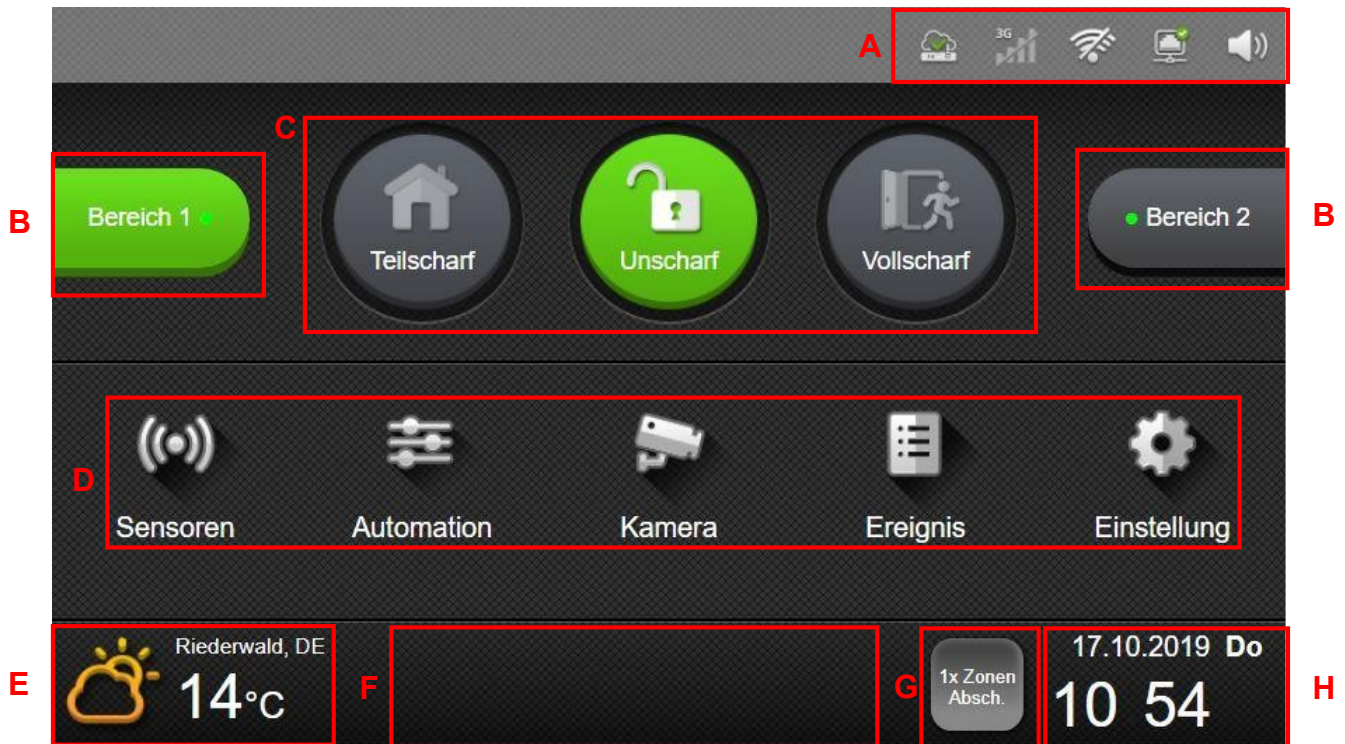 A
3G
C
B
Bereich 1
Teilscharf
Unscharf
Vollscharf
Bereich 2
B
D
Sensoren
Automation
Kamera
Ereignis
Einstellung
E
Riederwald, DE
14°C
F
G
1x Zonen
Absch.
17.10.2019 Do
10 54
H